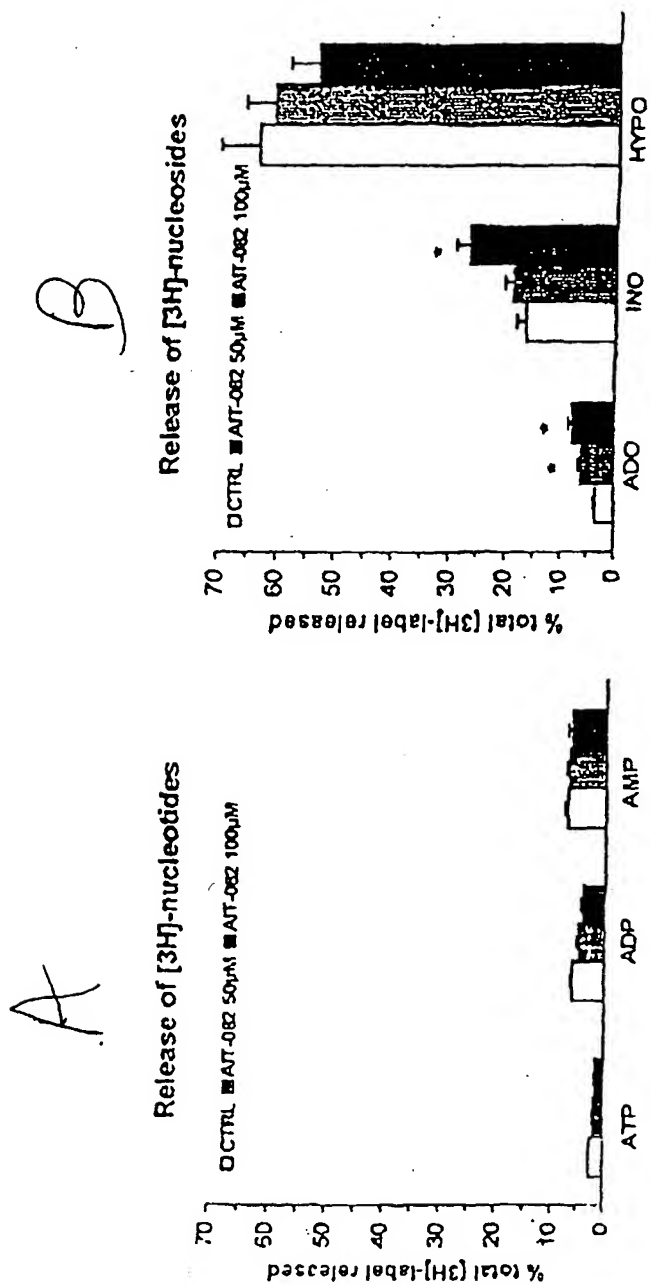 A
Release of [3H]-nucleotides
CTRL AIT-082 50µM AIT-082 100µM
% total [3H]-label released
70
60
50
40
30
20
10
0
ATP
ADP
AMP
B
Release of [3H]-nucleosides
CTRL AIT-082 50µM AIT-082 100µM
% total [3H]-label released
70
60
50
40
30
20
10
0
*
*
*
ADO
INO
HYPO